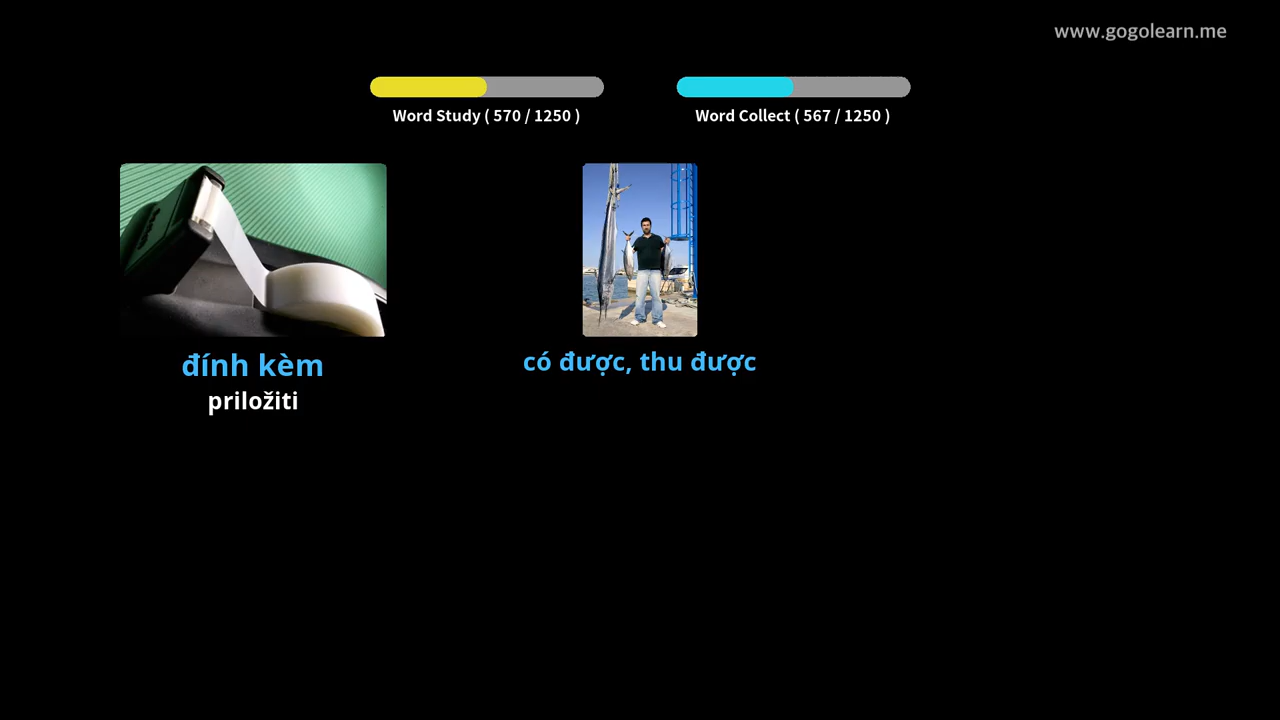 www.gogolearn.me
Word Study ( 570 / 1250 )
Word Collect ( 567 / 1250 )
đính kèm
priložiti
có được, thu được